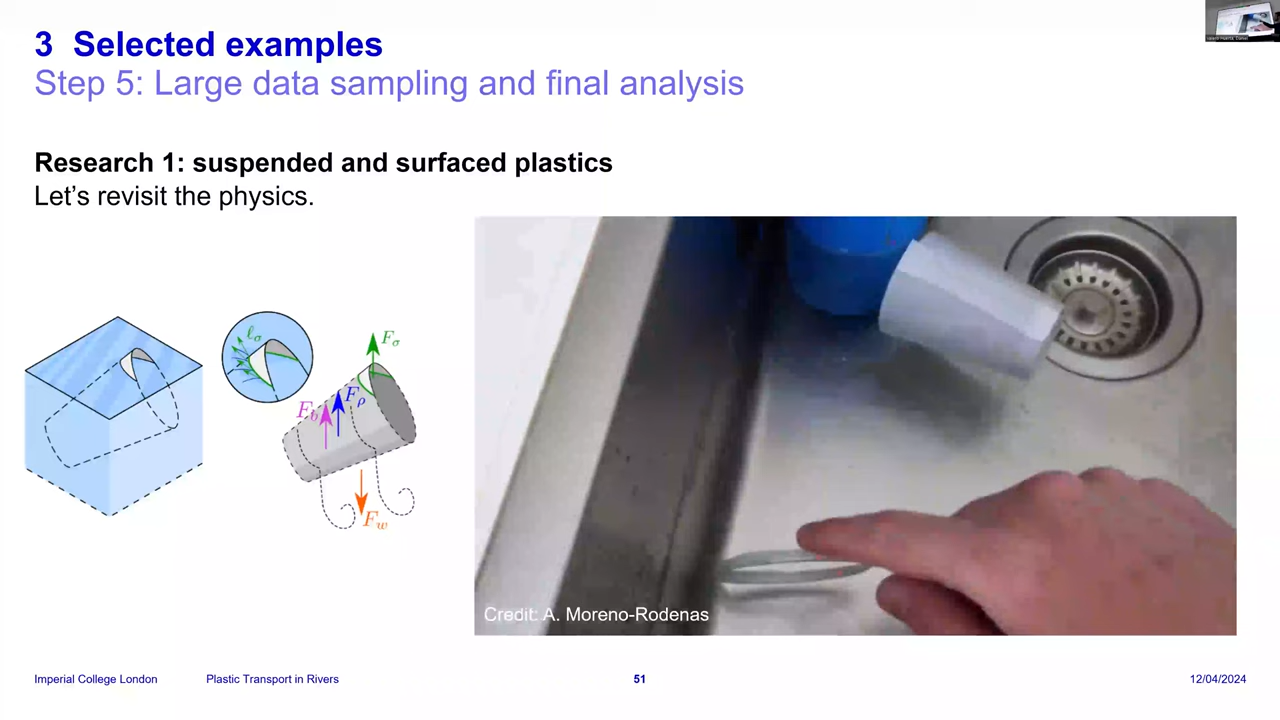 3 Selected examples
Step 5: Large data sampling and final analysis
Research 1: suspended and surfaced plastics
Let's revisit the physics.
ℓσ
Fσ
Fb
Fρ
Fw
Credit: A. Moreno-Rodenas
Imperial College London
Plastic Transport in Rivers
51
12/04/2024